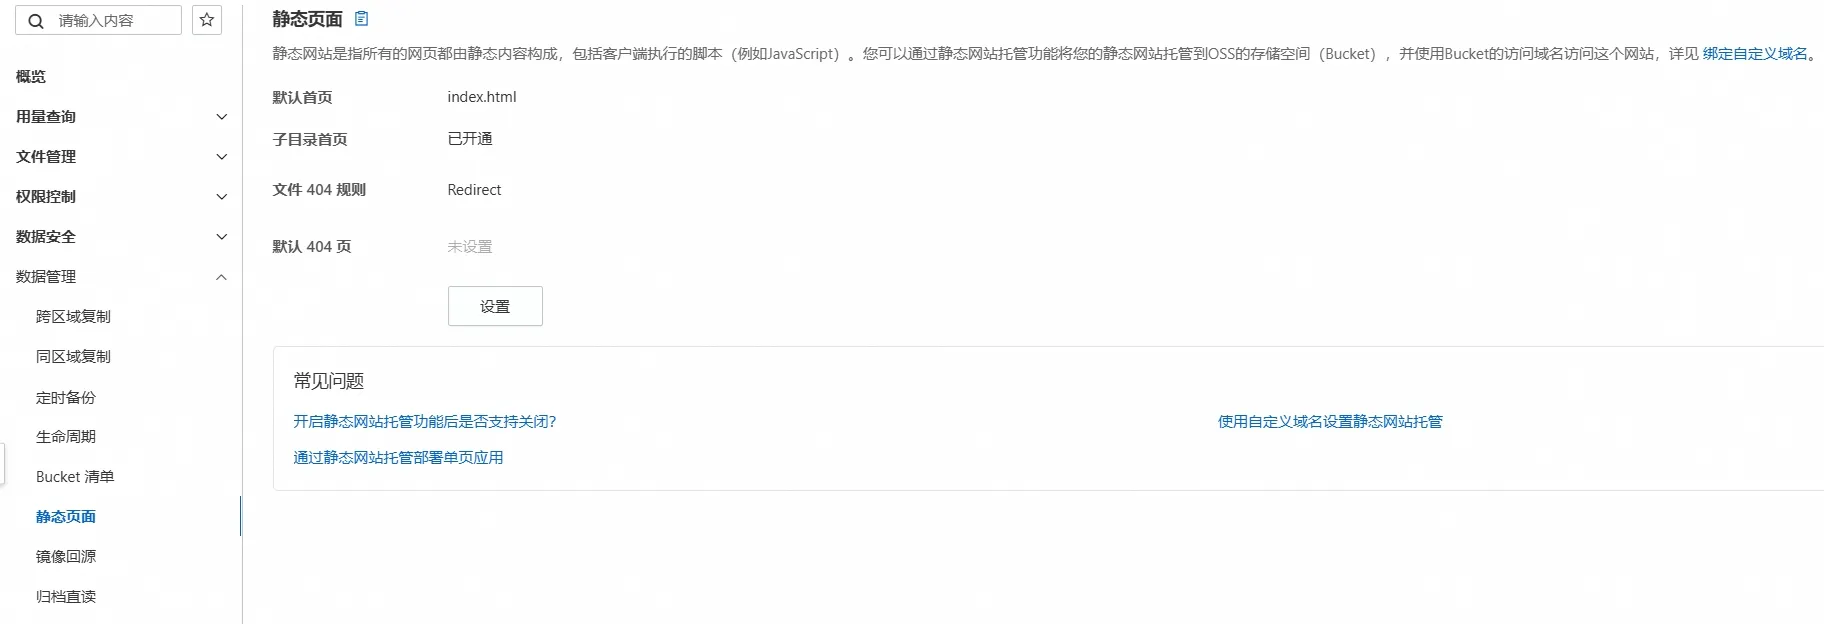 请输入内容
概览
用量查询
文件管理
权限控制
数据安全
数据管理
跨区域复制
同区域复制
定时备份
生命周期
Bucket 清单
静态页面
镜像回源
归档直读
静态页面
静态网站是指所有的网页都由静态内容构成，包括客户端执行的脚本（例如JavaScript）。您可以通过静态网站托管功能将您的静态网站托管到OSS的存储空间（Bucket），并使用Bucket的访问域名访问这个网站，详见 绑定自定义域名。
默认首页 index.html
子目录首页 已开通
文件 404 规则 Redirect
默认 404 页 未设置
设置
常见问题
开启静态网站托管功能后是否支持关闭? 使用自定义域名设置静态网站托管
通过静态网站托管部署单页应用